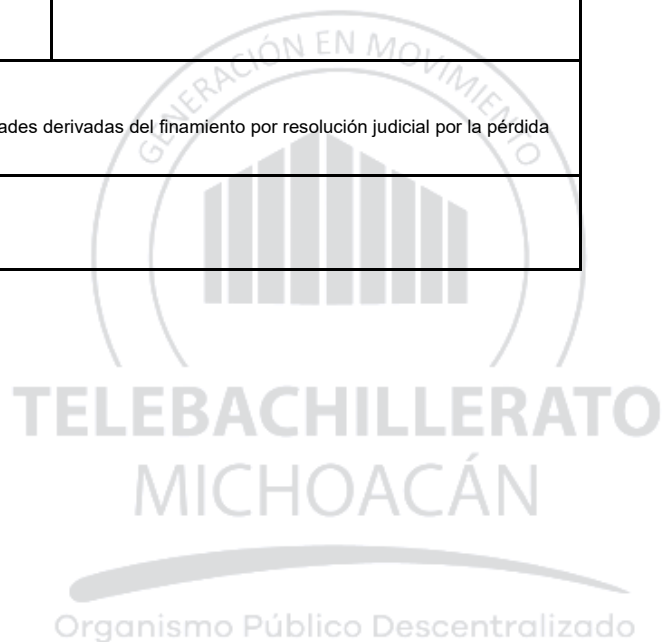 GENERACIÓN EN MOVIMIENTO
ades derivadas del finamiento por resolución judicial por la pérdida
TELEBACHILLERATO
MICHOACÁN
Organismo Público Descentralizado